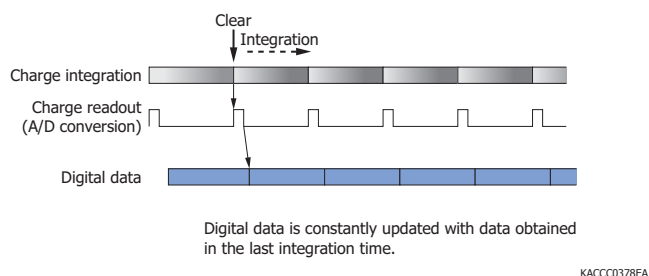 Clear
Integration
Charge integration
Charge readout
(A/D conversion)
Digital data
Digital data is constantly updated with data obtained
in the last integration time.
KACCC0378EA